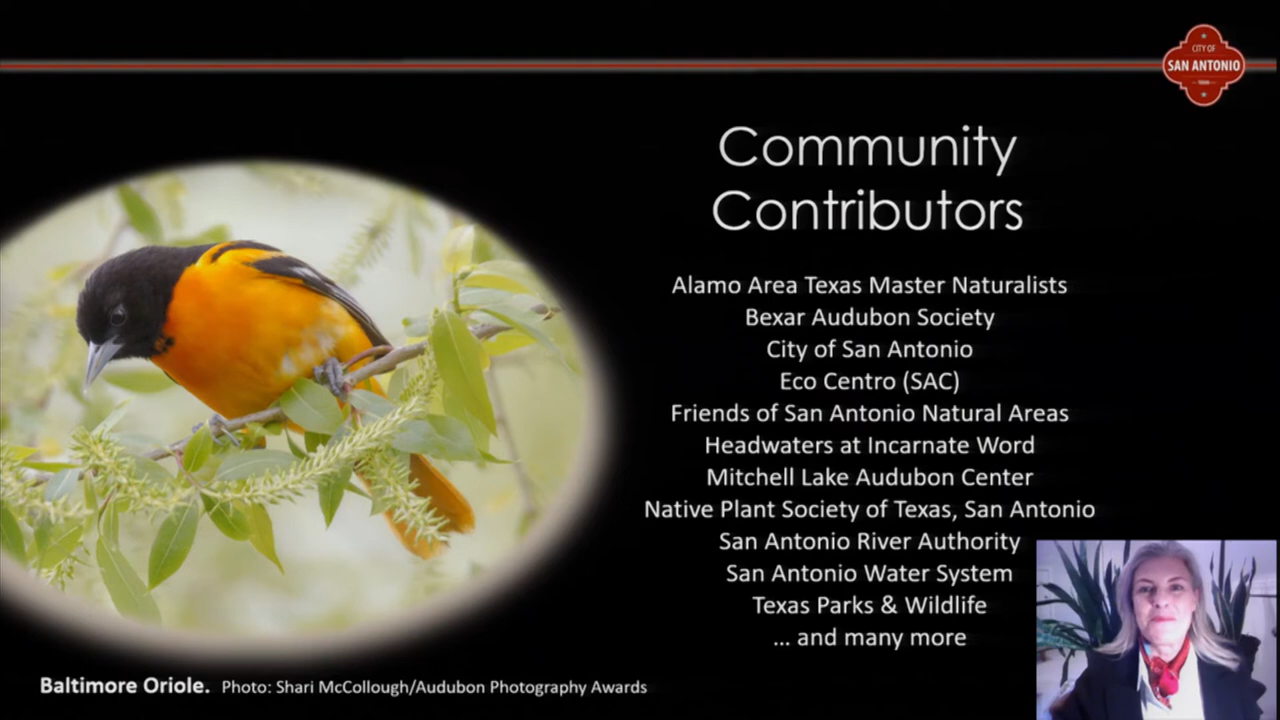 CITY OF
SAN ANTONIO
Community
Contributors
Alamo Area Texas Master Naturalists
Bexar Audubon Society
City of San Antonio
Eco Centro (SAC)
Friends of San Antonio Natural Areas
Headwaters at Incarnate Word
Mitchell Lake Audubon Center
Native Plant Society of Texas, San Antonio
San Antonio River Authority
San Antonio Water System
Texas Parks & Wildlife
... and many more
Baltimore Oriole. Photo: Shari McCollough/Audubon Photography Awards